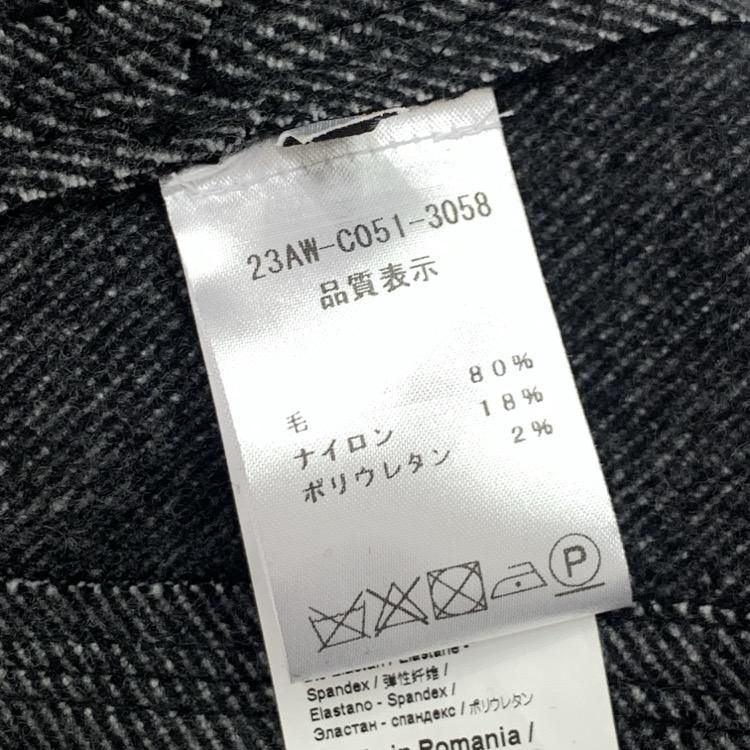 23AW-C051-3058
品質表示
毛 80%
ナイロン 18%
ポリウレタン 2%
P
Spandex / 弹性纤维 /
Elastano - Spandex /
Эластан - спандекс / ポリウレタン
in Romania /